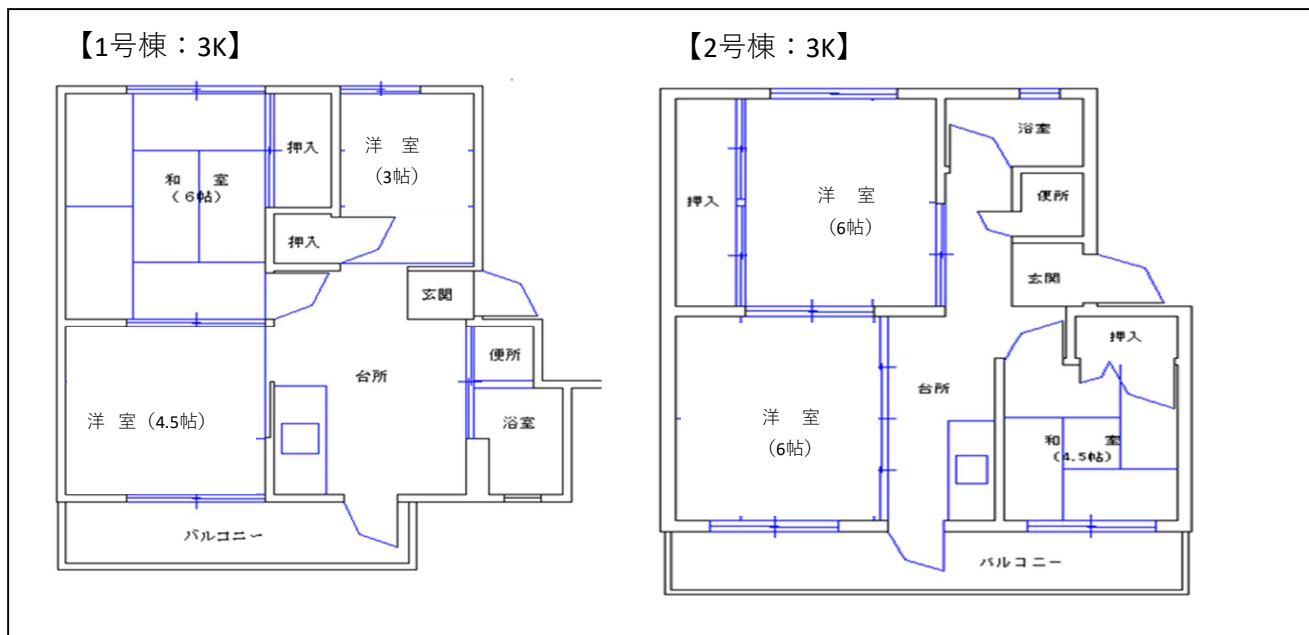 【1号棟：3K】
押入
洋　室
（3帖）
和　室
（６帖）
押入
玄関
便所
台所
洋　室（4.5帖）
浴室
バルコニー
【2号棟：3K】
浴室
押入
洋　室
（6帖）
便所
玄関
押入
台所
洋　室
（6帖）
和　室
（４.５帖）
バルコニー